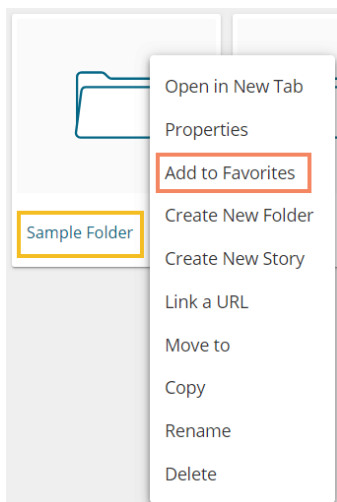 Open in New Tab
Properties
Add to Favorites
Sample Folder
Create New Folder
Create New Story
Link a URL
Move to
Copy
Rename
Delete